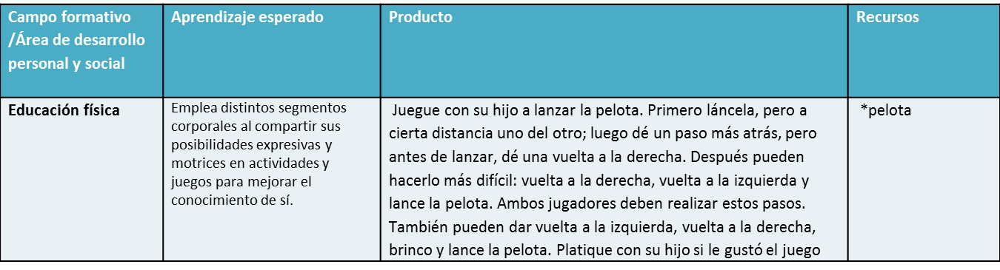 Campo formativo
/Área de desarrollo
personal y social
Aprendizaje esperado
Producto
Recursos
Educación física
Emplea distintos segmentos
corporales al compartir sus
posibilidades expresivas y
motrices en actividades y
juegos para mejorar el
conocimiento de sí.
Juegue con su hijo a lanzar la pelota. Primero láncela, pero a
cierta distancia uno del otro; luego dé un paso más atrás, pero
antes de lanzar, dé una vuelta a la derecha. Después pueden
hacerlo más difícil: vuelta a la derecha, vuelta a la izquierda y
lance la pelota. Ambos jugadores deben realizar estos pasos.
También pueden dar vuelta a la izquierda, vuelta a la derecha,
brinco y lance la pelota. Platique con su hijo si le gustó el juego
*pelota